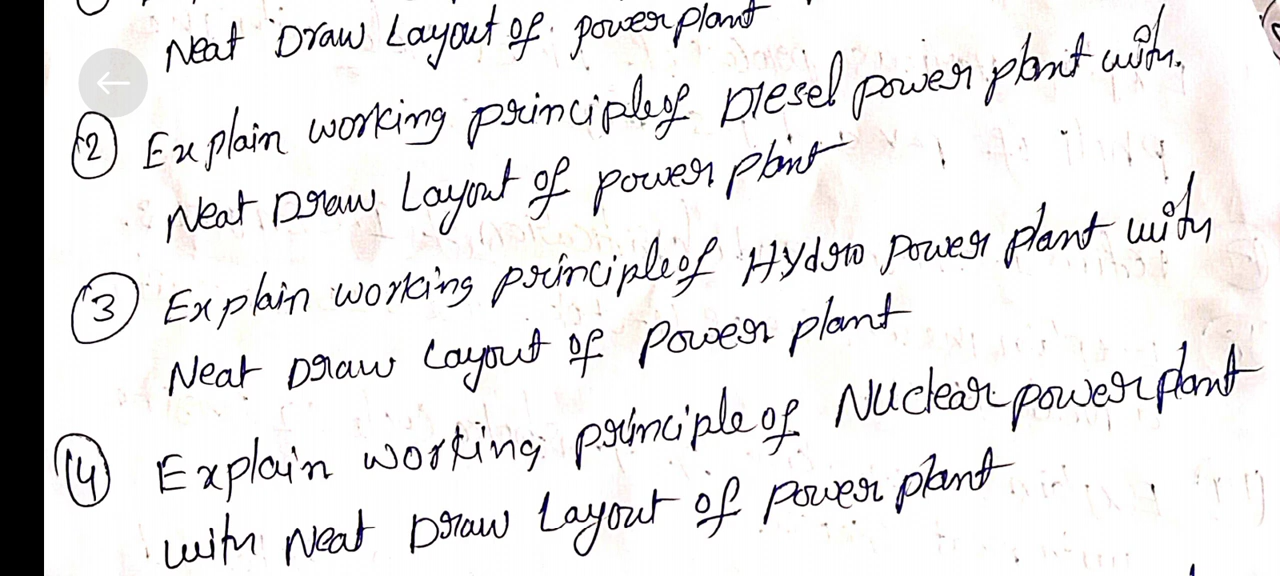 Neat Draw Layout of power plant
2 Explain working principle of Diesel power plant with
Neat Draw Layout of power plant
3 Explain working principle of Hydro power plant with
Neat Draw Layout of power plant
4 Explain working principle of Nuclear power plant
with Neat Draw Layout of power plant